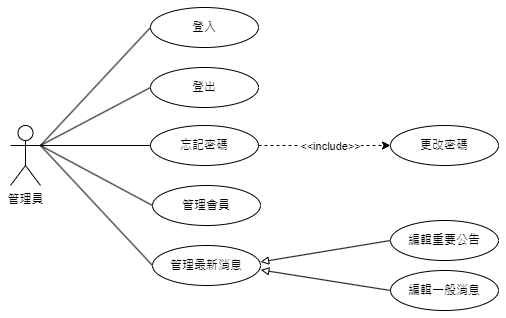 登入
登出
忘記密碼
<<include>>
更改密碼
管理員
管理會員
管理最新消息
編輯重要公告
編輯一般消息